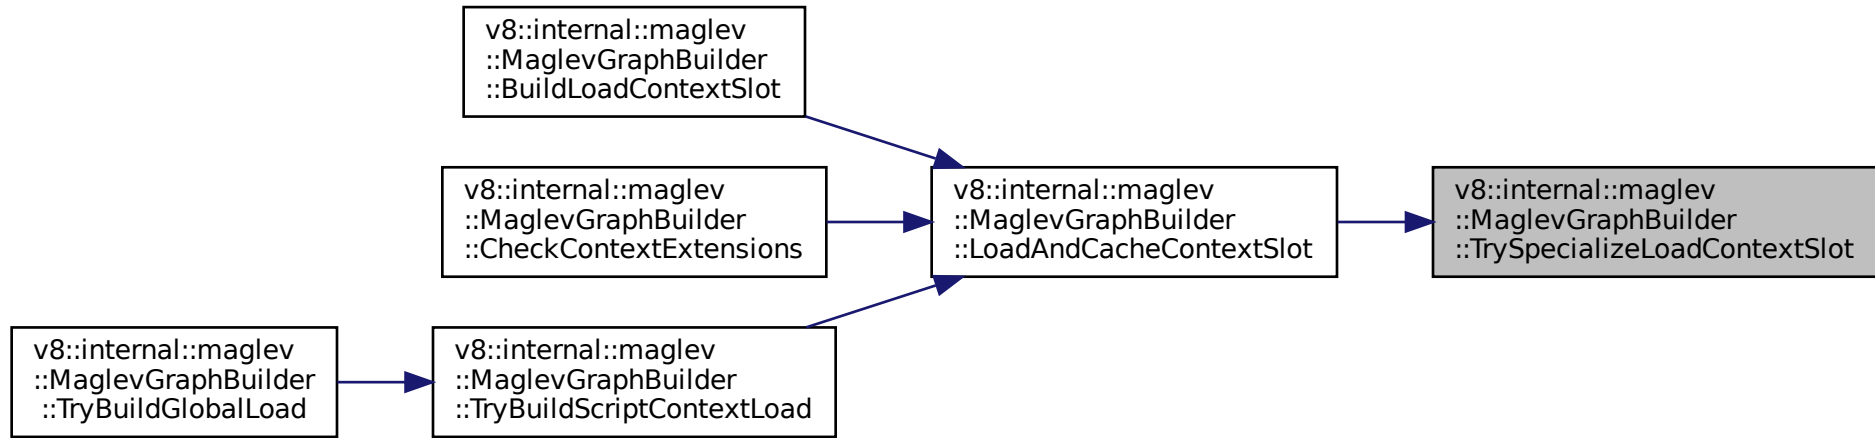 v8::internal::maglev
::MaglevGraphBuilder
::BuildLoadContextSlot
v8::internal::maglev
::MaglevGraphBuilder
::CheckContextExtensions
v8::internal::maglev
::MaglevGraphBuilder
::LoadAndCacheContextSlot
v8::internal::maglev
::MaglevGraphBuilder
::TrySpecializeLoadContextSlot
v8::internal::maglev
::MaglevGraphBuilder
::TryBuildGlobalLoad
v8::internal::maglev
::MaglevGraphBuilder
::TryBuildScriptContextLoad